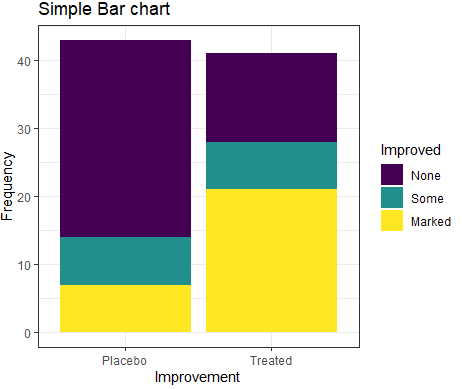 Simple Bar chart
Frequency
40
30
20
10
0
Placebo Treated
Improvement
Improved
None
Some
Marked